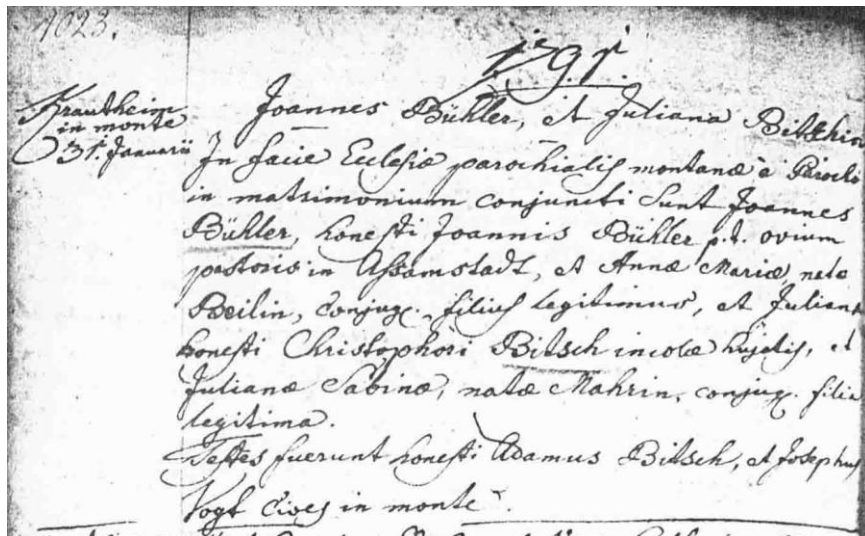 1023.
1791.
Krautheim
in monte
31. Januarii
Joannes Bühler, et Juliana Bitschin
In facie Ecclesiæ parochialis montanæ à Parocho
in matrimonium conjuncti sunt Joannes
Bühler, honesti Joannis Bühler p.t. ovium
pastoris in Assamstadt, et Annæ Mariæ, natæ
Beilin, conjug. filius legitimus, et Juliana
honesti Christophori Bitsch incolæ hujatis, et
Julianæ Sabinæ, natæ Mahrin, conjug. filia
legitima.
Testes fuerunt honesti Adamus Bitsch, et Josephus
Vogt Cives in monte.